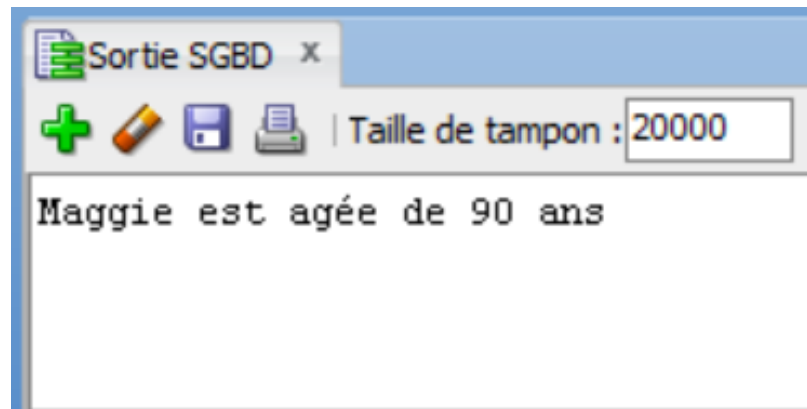 Sortie SGBD x
Taille de tampon : 20000
Maggie est agée de 90 ans